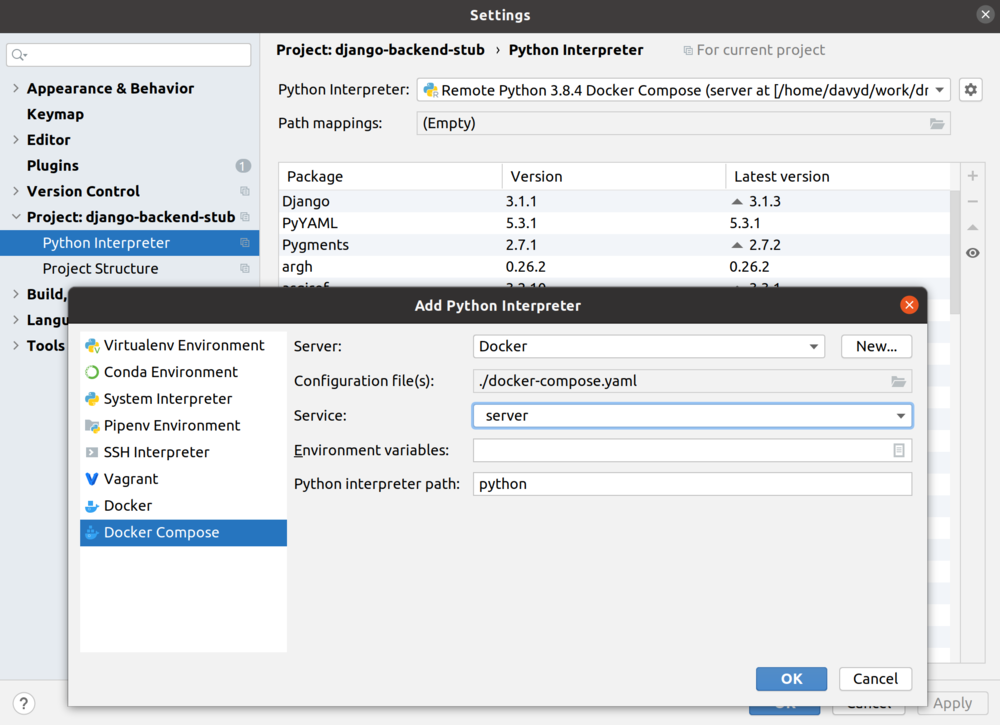 Settings
Project: django-backend-stub › Python Interpreter For current project
Appearance & Behavior
Keymap
Editor
Plugins 1
Version Control
Project: django-backend-stub
Python Interpreter
Project Structure
Build,
Langu
Tools
Python Interpreter: Remote Python 3.8.4 Docker Compose (server at [/home/davyd/work/dr
Path mappings: (Empty)
Package Version Latest version
Django 3.1.1 3.1.3
PyYAML 5.3.1 5.3.1
Pygments 2.7.1 2.7.2
argh 0.26.2 0.26.2
Add Python Interpreter
Virtualenv Environment
Conda Environment
System Interpreter
Pipenv Environment
SSH Interpreter
Vagrant
Docker
Docker Compose
Server: Docker New...
Configuration file(s): ./docker-compose.yaml
Service: server
Environment variables:
Python interpreter path: python
OK Cancel
? OK Cancel Apply